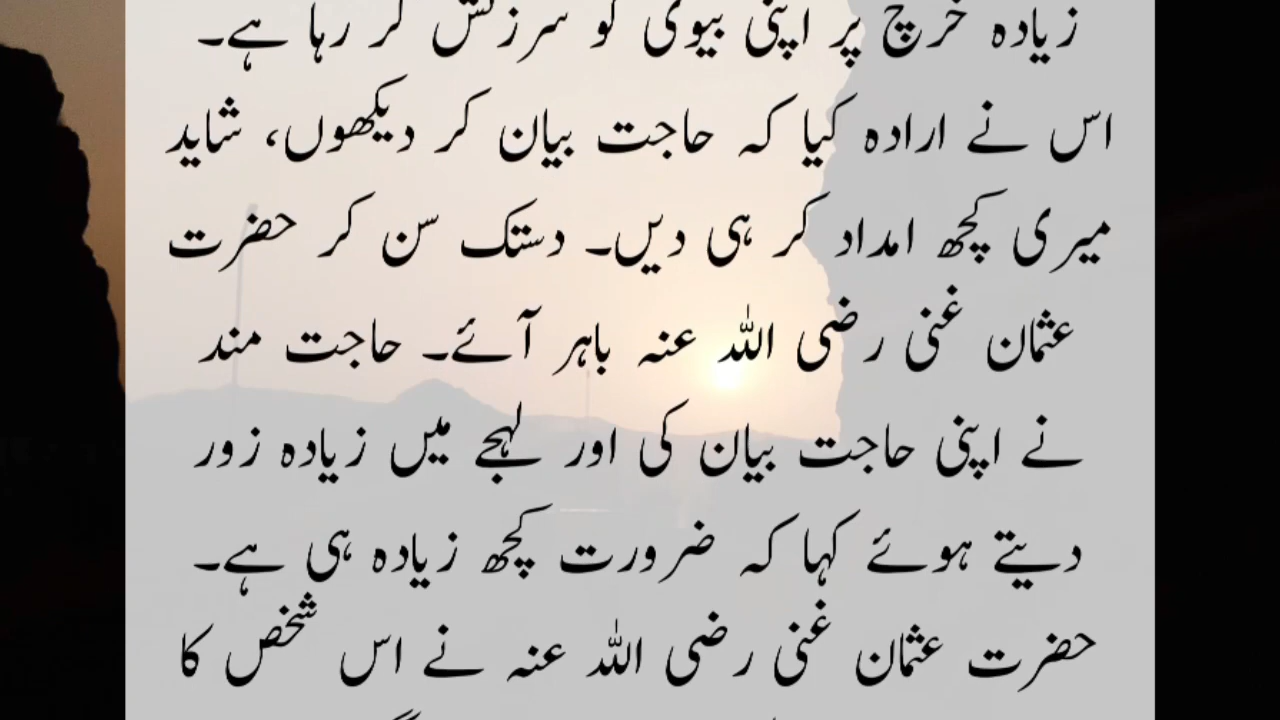 زیادہ خرچ پر اپنی بیوی کو سرزنش کر رہا ہے۔
اس نے ارادہ کیا کہ حاجت بیان کر دیکھوں، شاید
میری کچھ امداد کر ہی دیں۔ دستک سن کر حضرت
عثمان غنی رضی اللہ عنہ باہر آئے۔ حاجت مند
نے اپنی حاجت بیان کی اور لہجے میں زیادہ زور
دیتے ہوئے کہا کہ ضرورت کچھ زیادہ ہی ہے۔
حضرت عثمان غنی رضی اللہ عنہ نے اس شخص کا